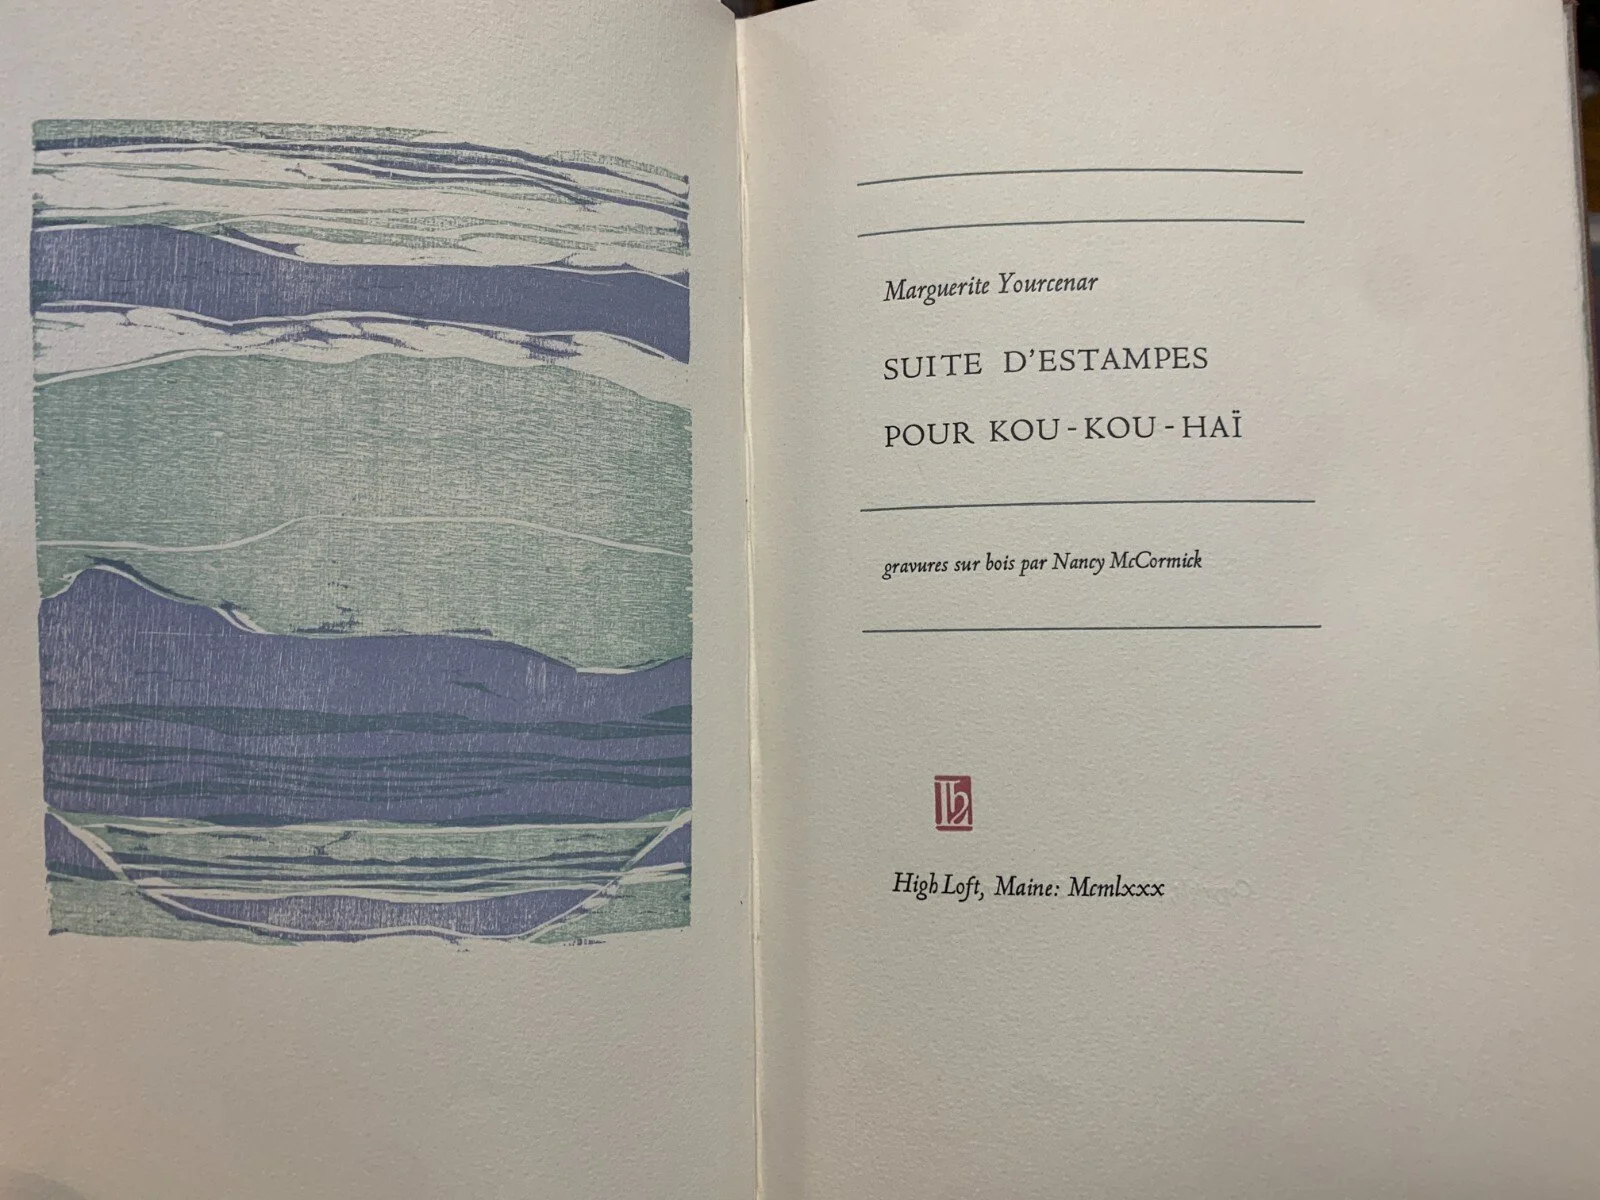 Marguerite Yourcenar
SUITE D'ESTAMPES
POUR KOU-KOU-HAÏ
gravures sur bois par Nancy McCormick
High Loft, Maine: Mcmlxxx